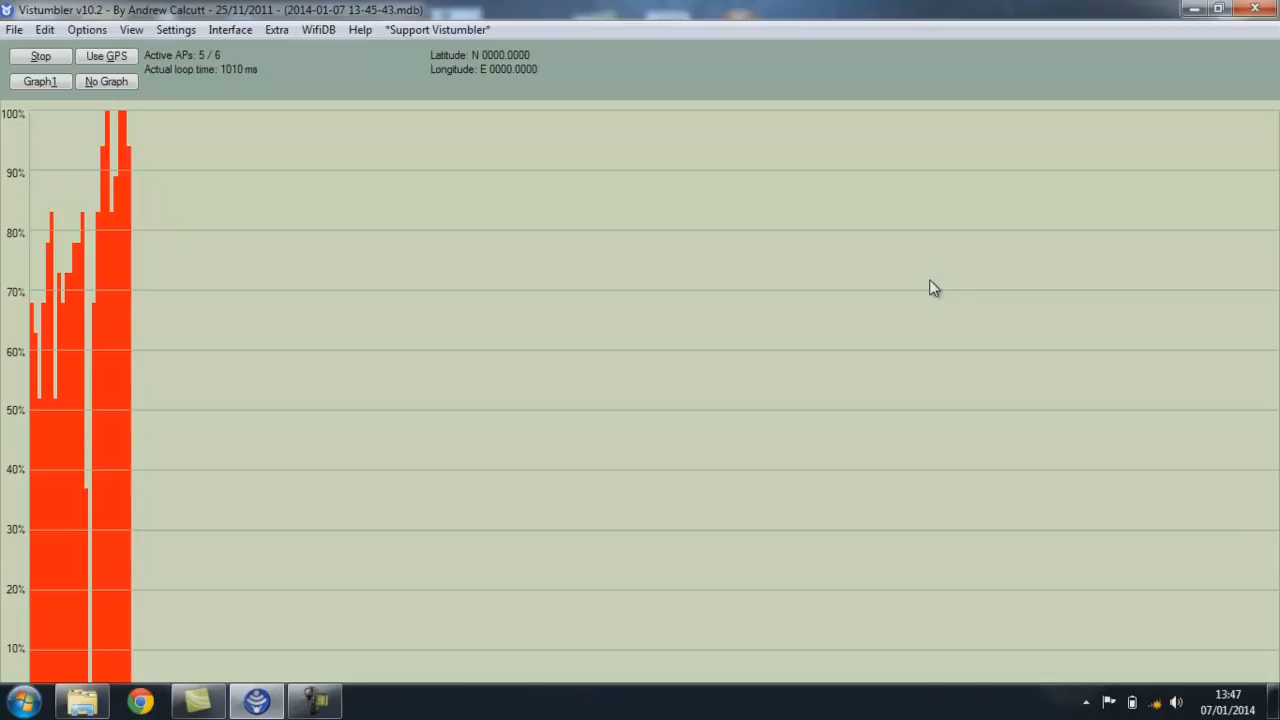 Vistumbler v10.2 - By Andrew Calcutt - 25/11/2011 - (2014-01-07 13-45-43.mdb)
File Edit Options View Settings Interface Extra WifiDB Help *Support Vistumbler*
Stop Use GPS Active APs: 5 / 6 Latitude: N 0000.0000
Actual loop time: 1010 ms Longitude: E 0000.0000
Graph1 No Graph
100%
90%
80%
70%
60%
50%
40%
30%
20%
10%
13:47
07/01/2014